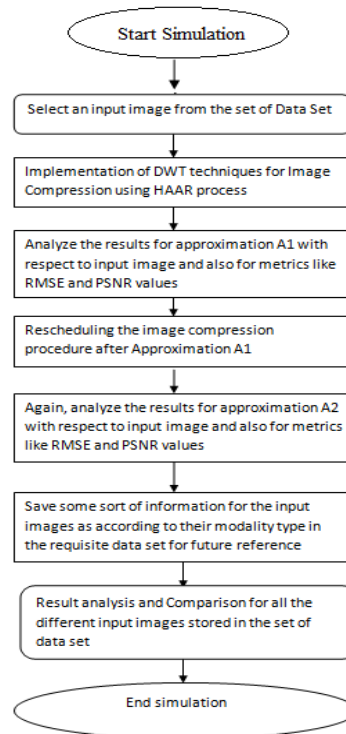 Start Simulation
Select an input image from the set of Data Set
Implementation of DWT techniques for Image
Compression using HAAR process
Analyze the results for approximation A1 with
respect to input image and also for metrics like
RMSE and PSNR values
Rescheduling the image compression
procedure after Approximation A1
Again, analyze the results for approximation A2
with respect to input image and also for metrics
like RMSE and PSNR values
Save some sort of information for the input
images as according to their modality type in
the requisite data set for future reference
Result analysis and Comparison for all the
different input images stored in the set of
data set
End simulation